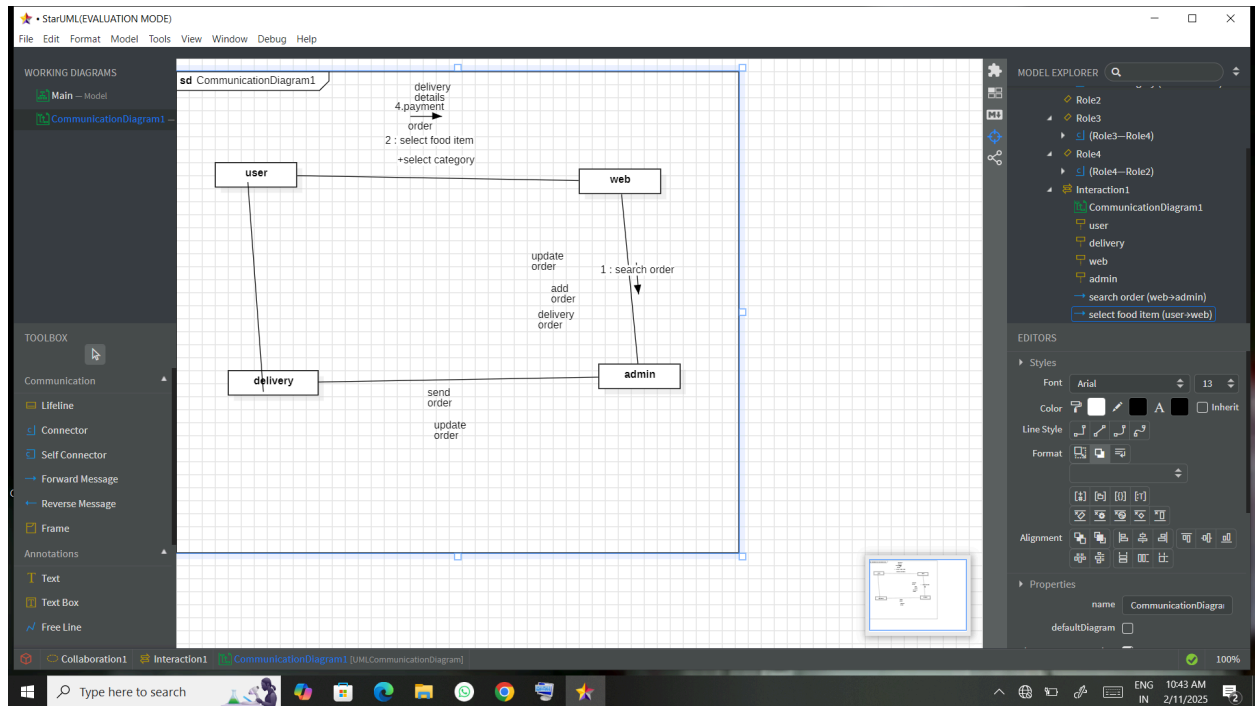 • StarUML(EVALUATION MODE)
File Edit Format Model Tools View Window Debug Help
WORKING DIAGRAMS
Main — Model
CommunicationDiagram1 —
TOOLBOX
Communication
Lifeline
Connector
Self Connector
Forward Message
Reverse Message
Frame
Annotations
Text
Text Box
Free Line
sd CommunicationDiagram1
delivery
details
4.payment
order
2 : select food item
+select category
user
web
update
order
1 : search order
add
order
delivery
order
delivery
admin
send
order
update
order
MODEL EXPLORER
Role2
Role3
(Role3—Role4)
Role4
(Role4—Role2)
Interaction1
CommunicationDiagram1
user
delivery
web
admin
search order (web→admin)
select food item (user→web)
EDITORS
Styles
Font Arial 13
Color A Inherit
Line Style
Format
Alignment
Properties
name CommunicationDiagra
defaultDiagram
Collaboration1 Interaction1 CommunicationDiagram1 [UMLCommunicationDiagram] 100%
Type here to search
ENG 10:43 AM
IN 2/11/2025
2